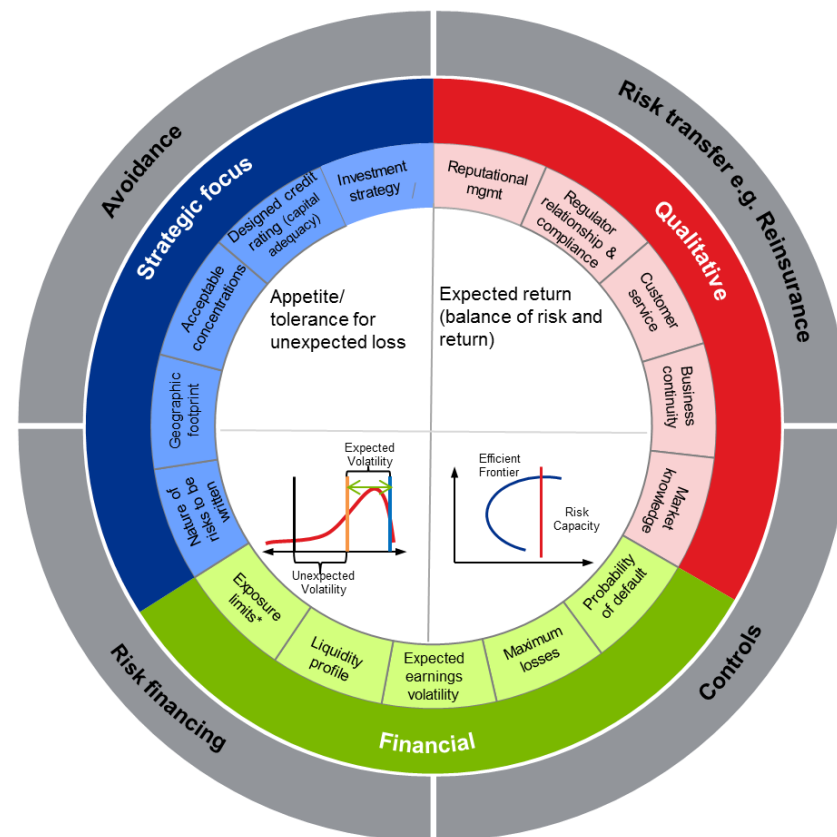 Avoidance
Risk transfer e.g. Reinsurance
Controls
Risk financing
Strategic focus
Qualitative
Financial
Nature of
risks to be
written
Geographic
footprint
Acceptable
concentrations
Designed credit
rating (capital
adequacy)
Investment
strategy /
Reputational
mgmt
Regulator
relationship &
compliance
Customer
service
Business
continuity
Market
knowledge
Probability
of default
Maximum
losses
Expected
earnings
volatility
Liquidity
profile
Exposure
limits*
Appetite/
tolerance for
unexpected loss
Expected return
(balance of risk and
return)
Expected
Volatility
Unexpected
Volatility
Efficient
Frontier
Risk
Capacity